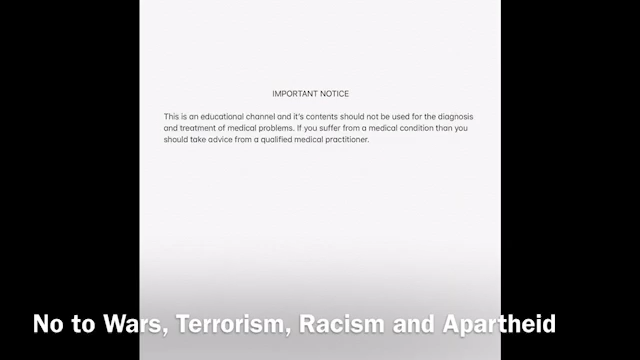 IMPORTANT NOTICE
This is an educational channel and it's contents should not be used for the diagnosis
and treatment of medical problems. If you suffer from a medical condition than you
should take advice from a qualified medical practitioner.
No to Wars, Terrorism, Racism and Apartheid